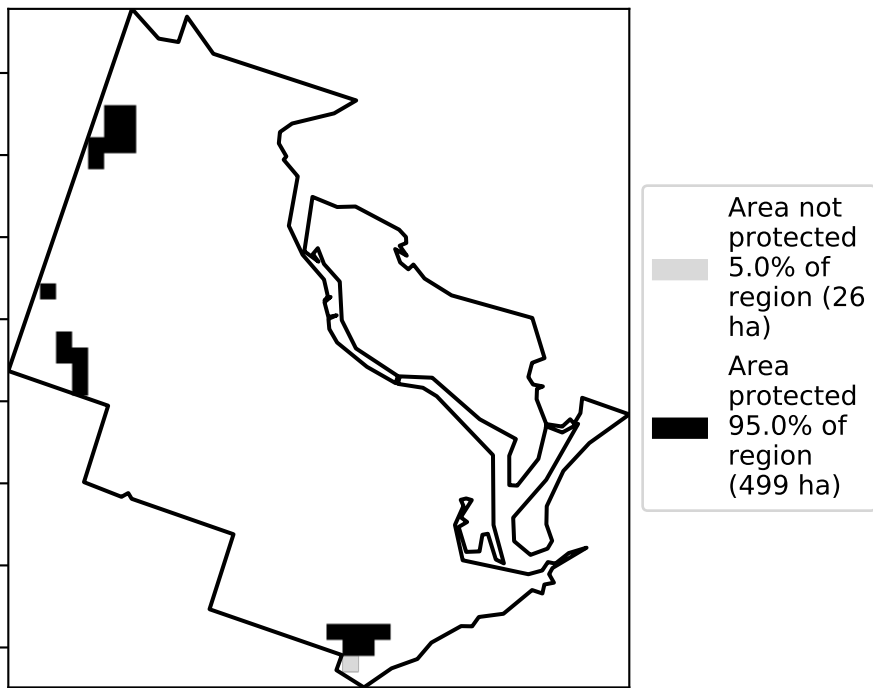 Area not
protected
5.0% of
region (26
ha)
Area
protected
95.0% of
region
(499 ha)